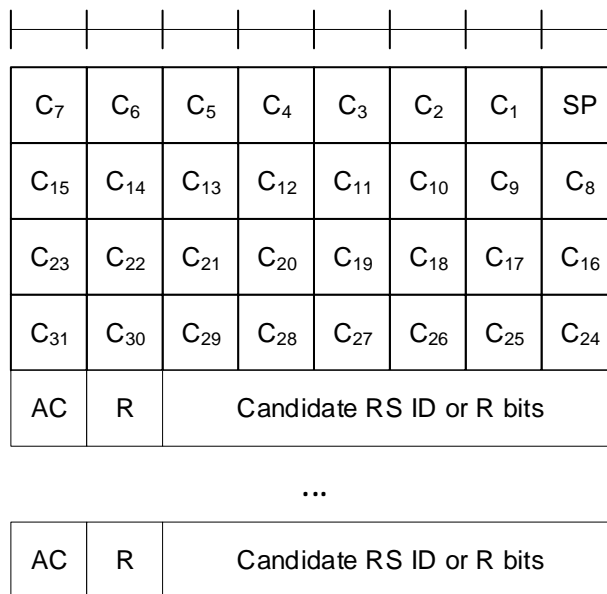 C₇ C₆ C₅ C₄ C₃ C₂ C₁ SP
C₁₅ C₁₄ C₁₃ C₁₂ C₁₁ C₁₀ C₉ C₈
C₂₃ C₂₂ C₂₁ C₂₀ C₁₉ C₁₈ C₁₇ C₁₆
C₃₁ C₃₀ C₂₉ C₂₈ C₂₇ C₂₆ C₂₅ C₂₄
AC R Candidate RS ID or R bits
...
AC R Candidate RS ID or R bits